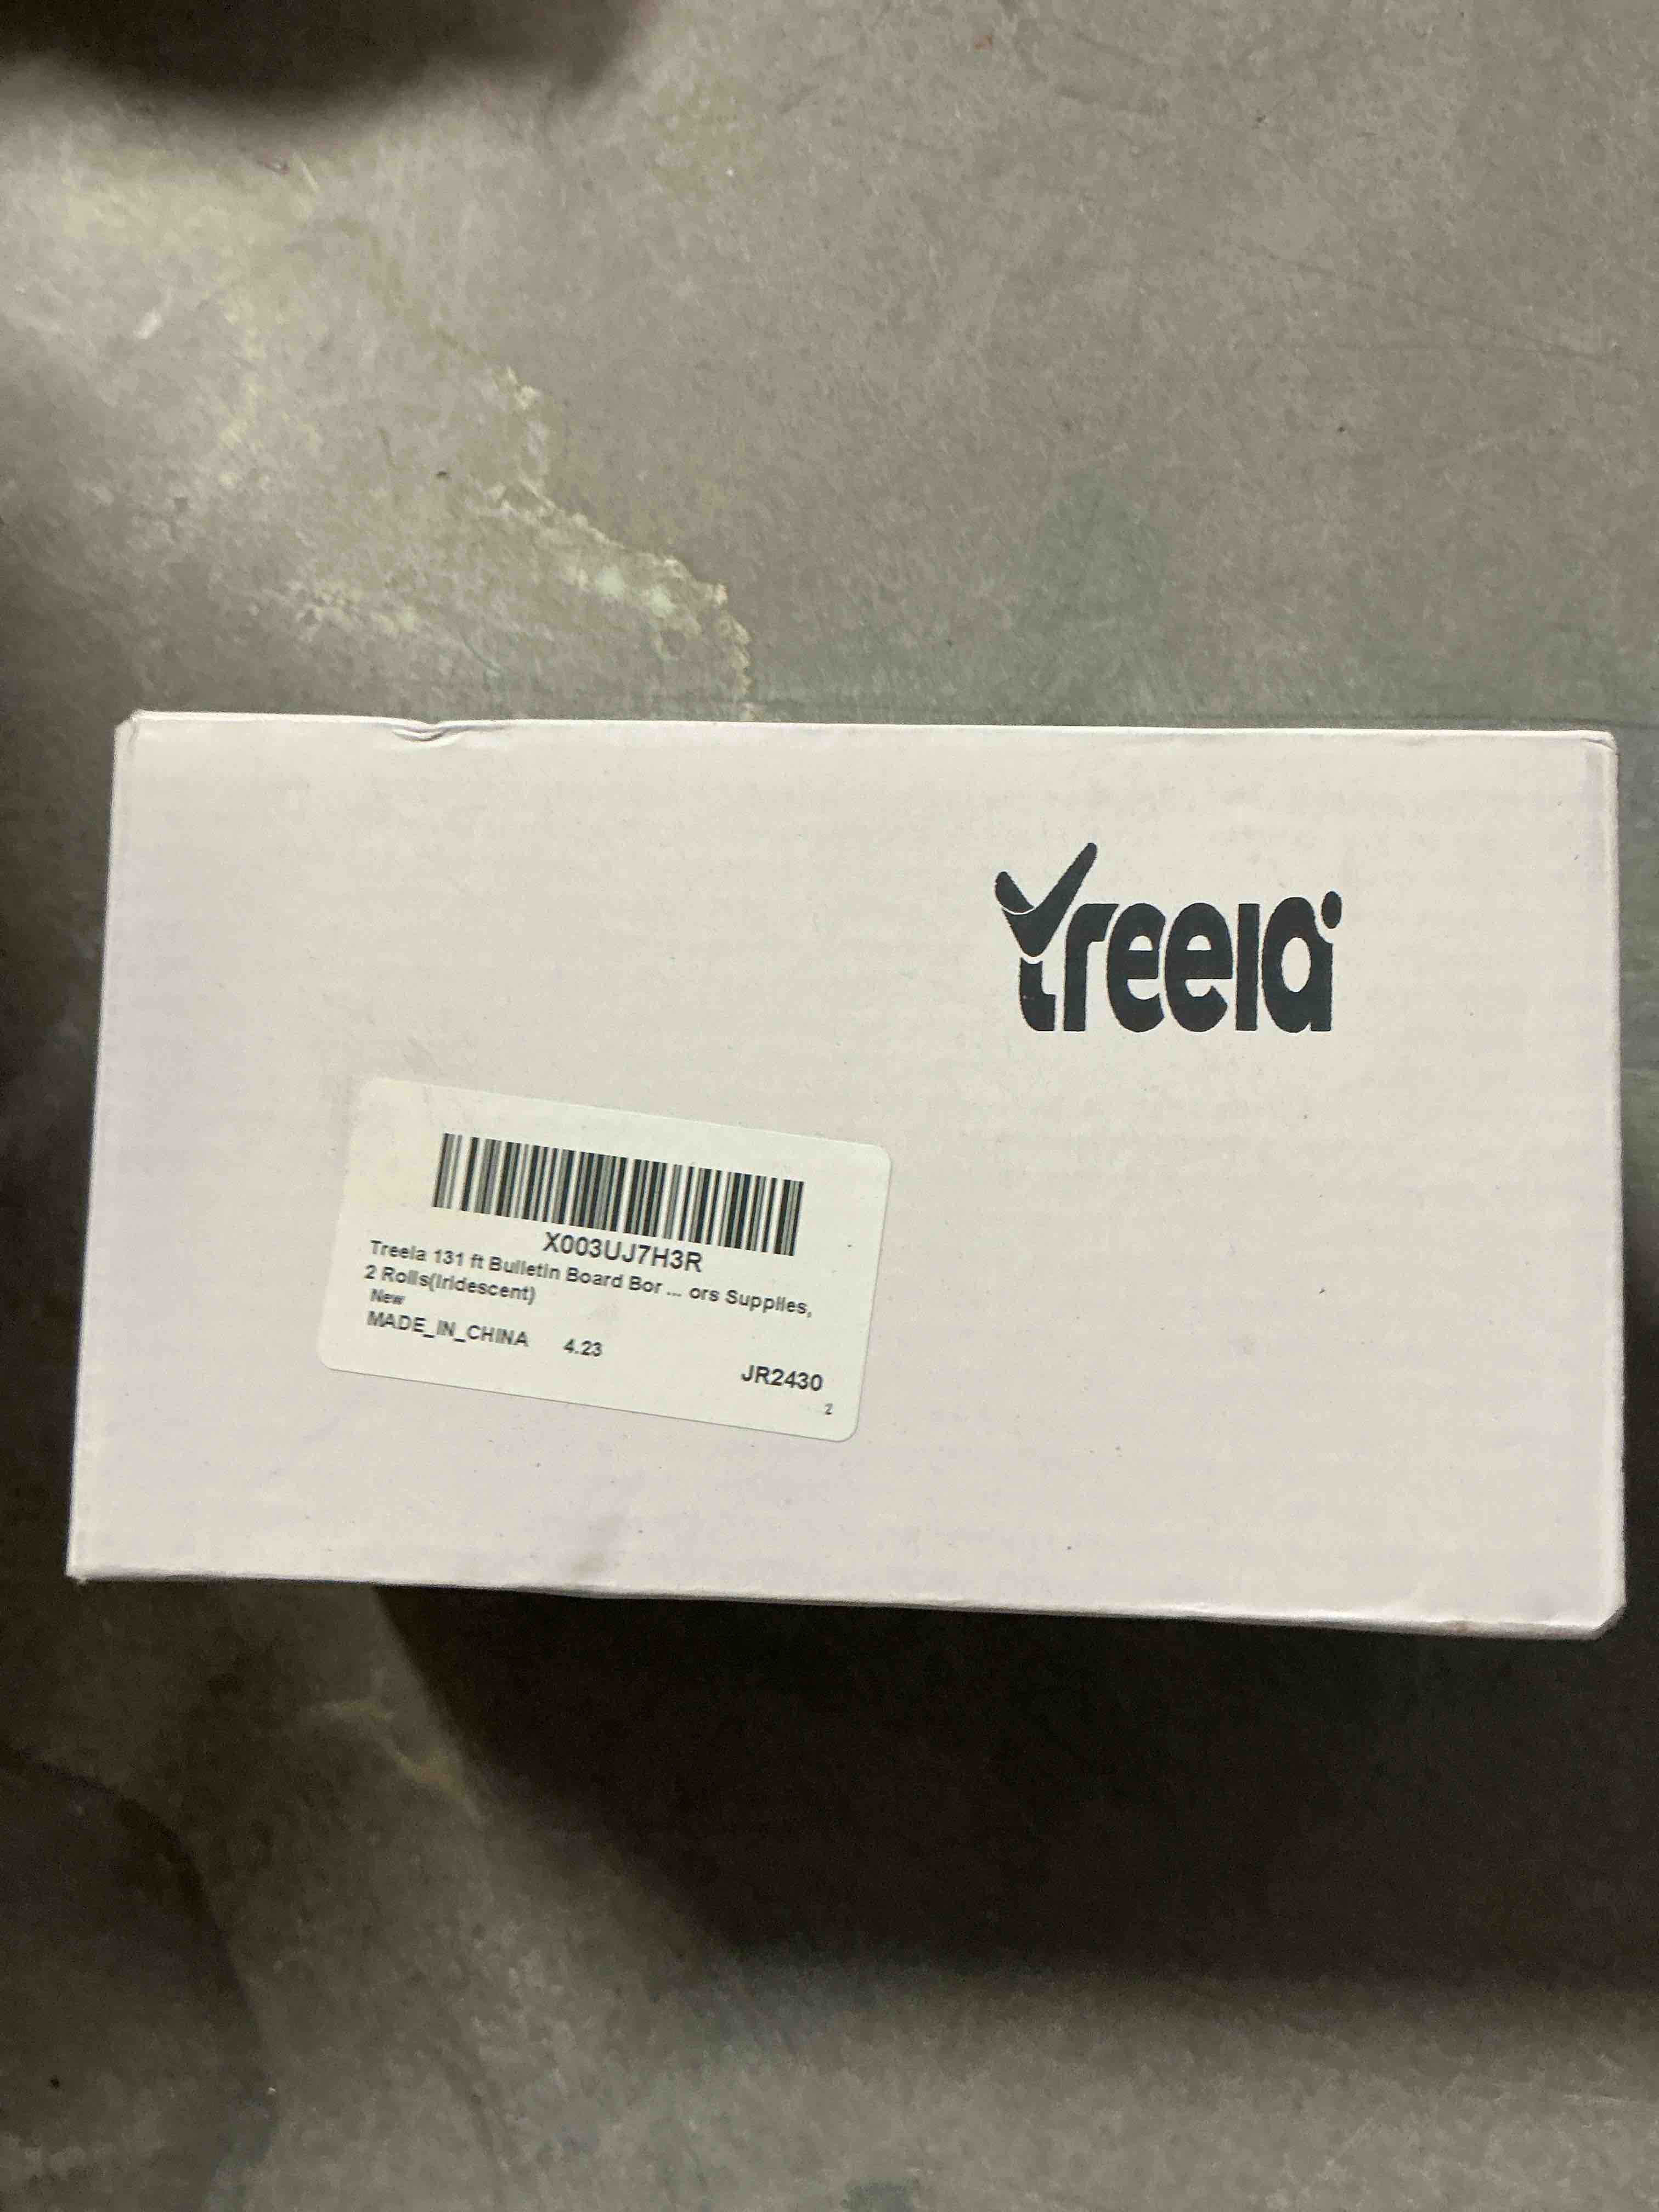 Treela
X003UJ7H3R
Treela 131 ft Bulletin Board Bor ... ors Supplies,
2 Rolls(Iridescent)
New
MADE_IN_CHINA 4.23
JR2430
2